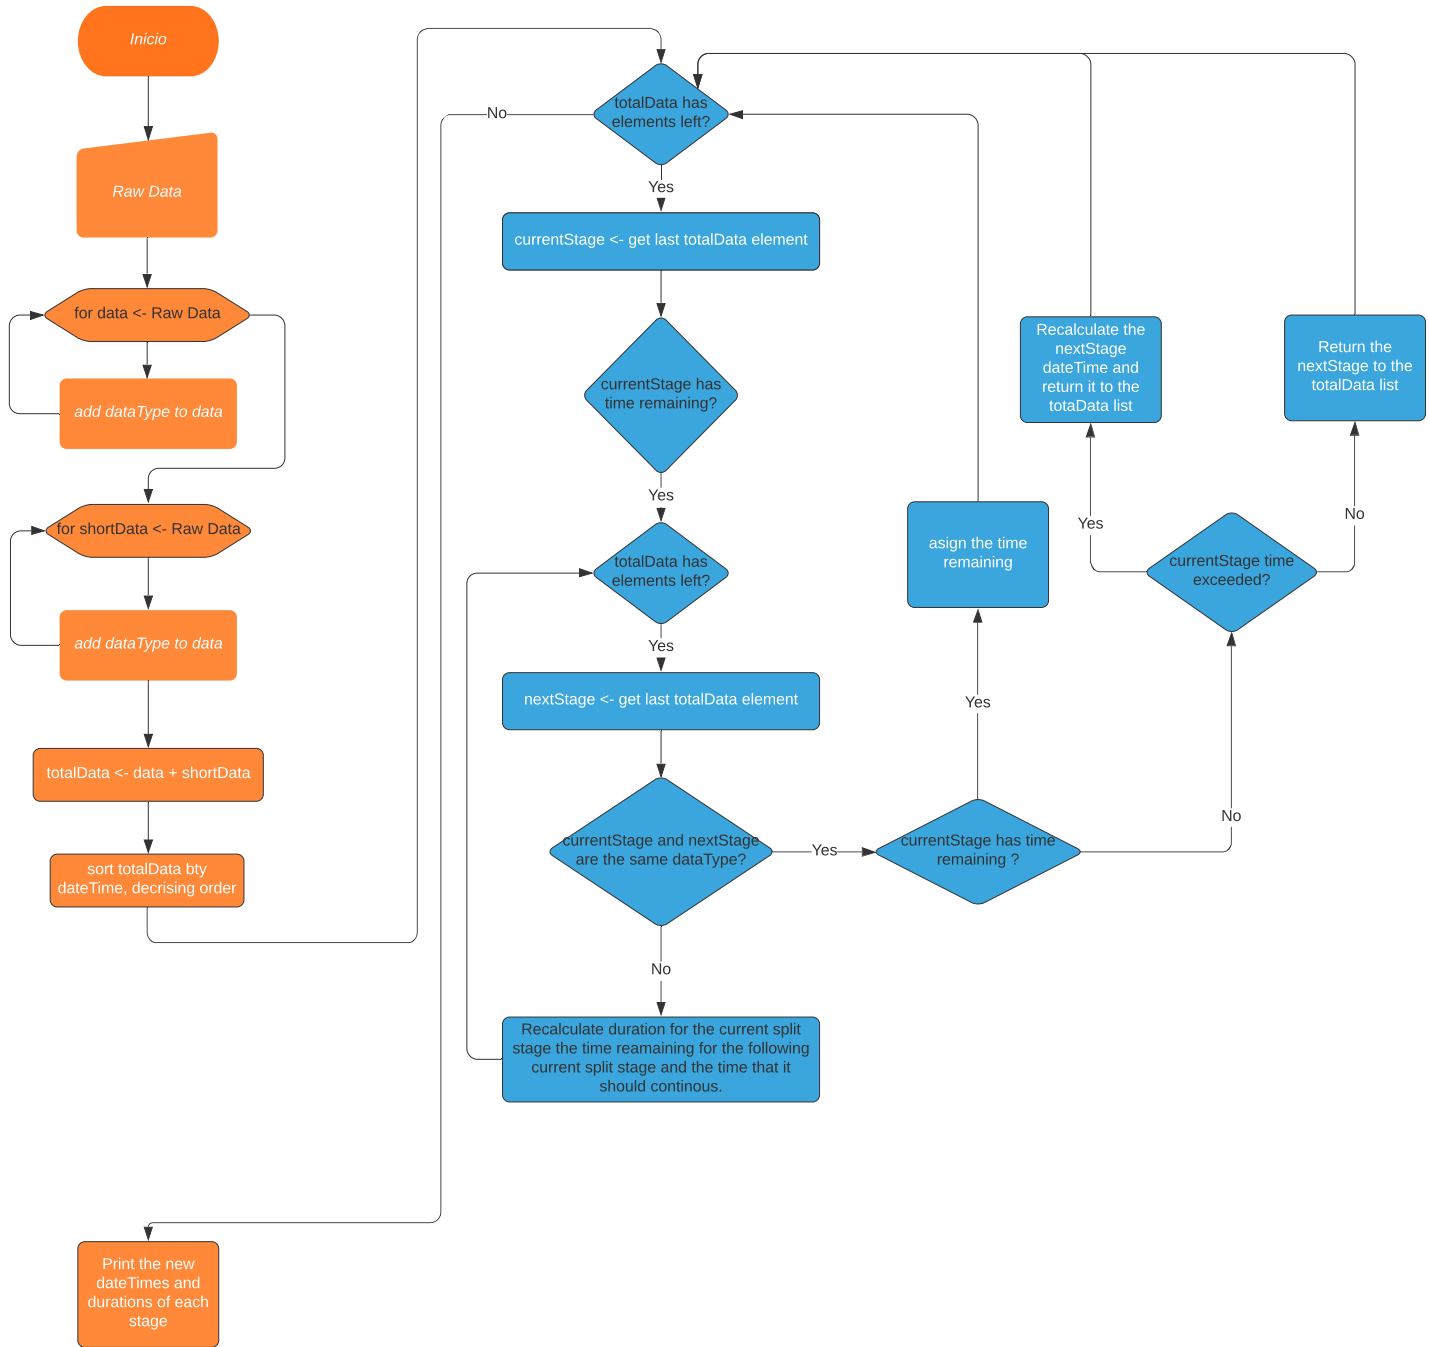 Inicio
Raw Data
for data <- Raw Data
add dataType to data
for shortData <- Raw Data
add dataType to data
totalData <- data + shortData
sort totalData bty
dateTime, decrising order
Print the new
dateTimes and
durations of each
stage
totalData has
elements left?
No
Yes
currentStage <- get last totalData element
currentStage has
time remaining?
Yes
totalData has
elements left?
Yes
nextStage <- get last totalData element
currentStage and nextStage
are the same dataType?
Yes
No
Recalculate duration for the current split
stage the time reamaining for the following
current split stage and the time that it
should continous.
currentStage has time
remaining ?
Yes
No
asign the time
remaining
currentStage time
exceeded?
Yes
No
Recalculate the
nextStage
dateTime and
return it to the
totaData list
Return the
nextStage to the
totalData list